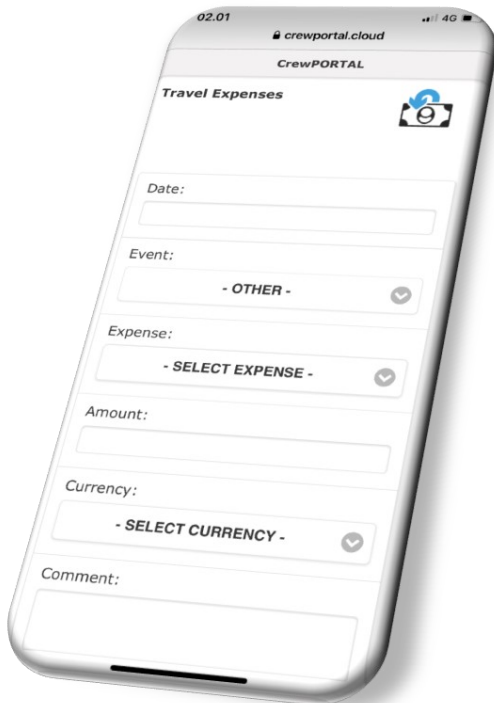 02.01 4G
crewportal.cloud
CrewPORTAL
Travel Expenses
Date:
Event:
- OTHER -
Expense:
- SELECT EXPENSE -
Amount:
Currency:
- SELECT CURRENCY -
Comment: